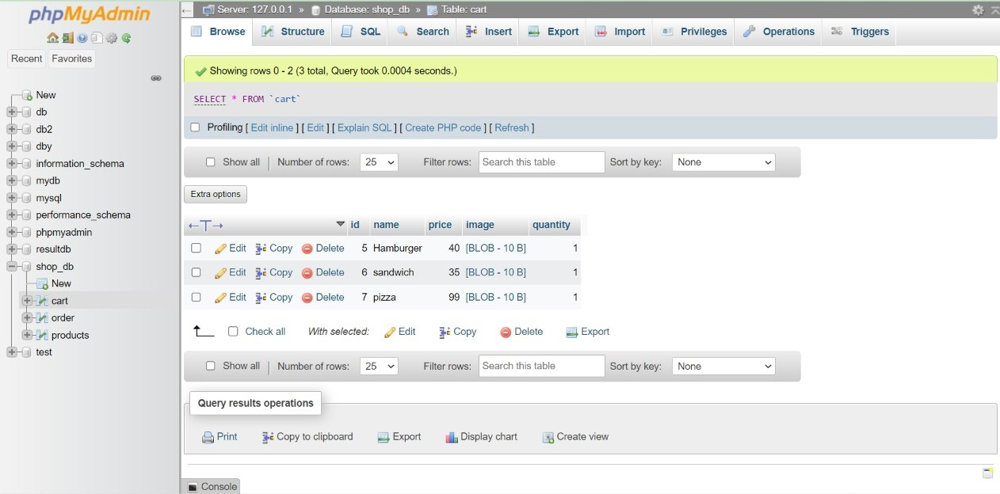 phpMyAdmin
Recent Favorites
New
db
db2
dby
information_schema
mydb
mysql
performance_schema
phpmyadmin
resultdb
shop_db
New
cart
order
products
test
Server: 127.0.0.1 » Database: shop_db » Table: cart
Browse Structure SQL Search Insert Export Import Privileges Operations Triggers
Showing rows 0 - 2 (3 total, Query took 0.0004 seconds.)
SELECT * FROM `cart`
Profiling [ Edit inline ] [ Edit ] [ Explain SQL ] [ Create PHP code ] [ Refresh ]
Show all Number of rows: 25 Filter rows: Search this table Sort by key: None
Extra options
id name price image quantity
Edit Copy Delete 5 Hamburger 40 [BLOB - 10 B] 1
Edit Copy Delete 6 sandwich 35 [BLOB - 10 B] 1
Edit Copy Delete 7 pizza 99 [BLOB - 10 B] 1
Check all With selected: Edit Copy Delete Export
Show all Number of rows: 25 Filter rows: Search this table Sort by key: None
Query results operations
Print Copy to clipboard Export Display chart Create view
Console